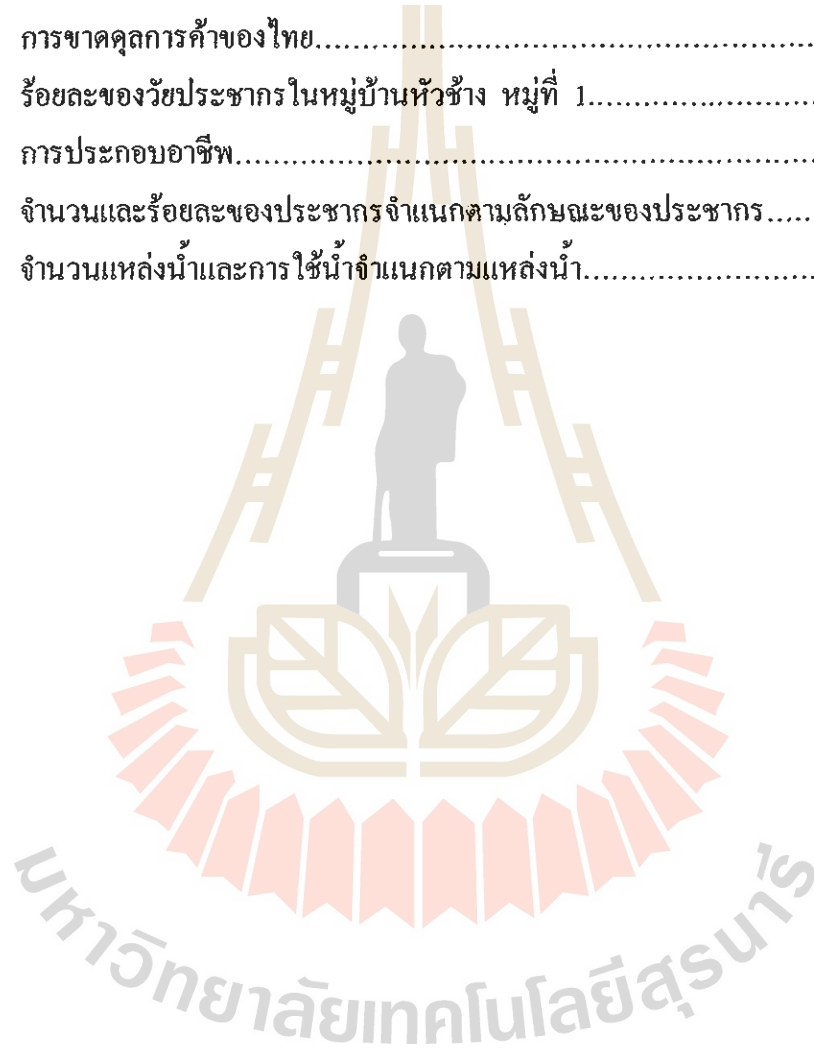 การขาดดุลการค้าของไทย
ร้อยละของวัยประชากรในหมู่บ้านหัวช้าง หมู่ที่ 1
การประกอบอาชีพ
จำนวนและร้อยละของประชากรจำแนกตามลักษณะของประชากร
จำนวนแหล่งน้ำและการใช้น้ำจำแนกตามแหล่งน้ำ
มหาวิทยาลัยเทคโนโลยีสุรนารี